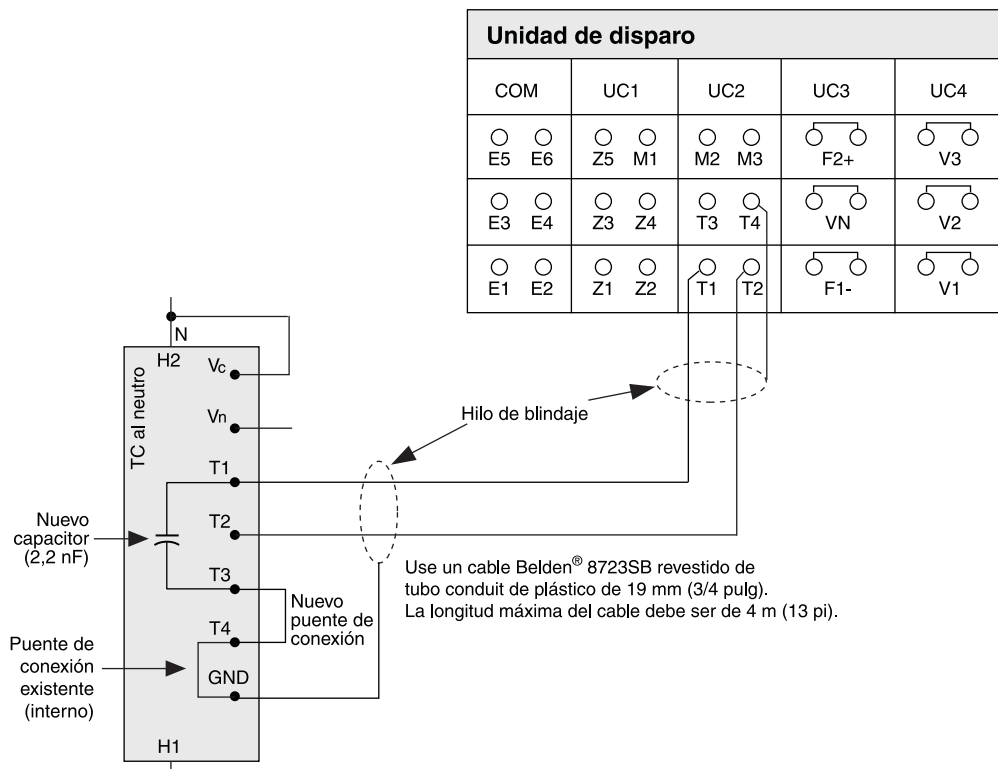 Unidad de disparo
COM UC1 UC2 UC3 UC4
E5 E6 Z5 M1 M2 M3 F2+ V3
E3 E4 Z3 Z4 T3 T4 VN V2
E1 E2 Z1 Z2 T1 T2 F1- V1
N
H2
Vc
TC al neutro
Vn
T1
T2
T3
T4
GND
H1
Hilo de blindaje
Nuevo
capacitor
(2,2 nF)
Nuevo
puente de
conexión
Puente de
conexión
existente
(interno)
Use un cable Belden® 8723SB revestido de
tubo conduit de plástico de 19 mm (3/4 pulg).
La longitud máxima del cable debe ser de 4 m (13 pi).